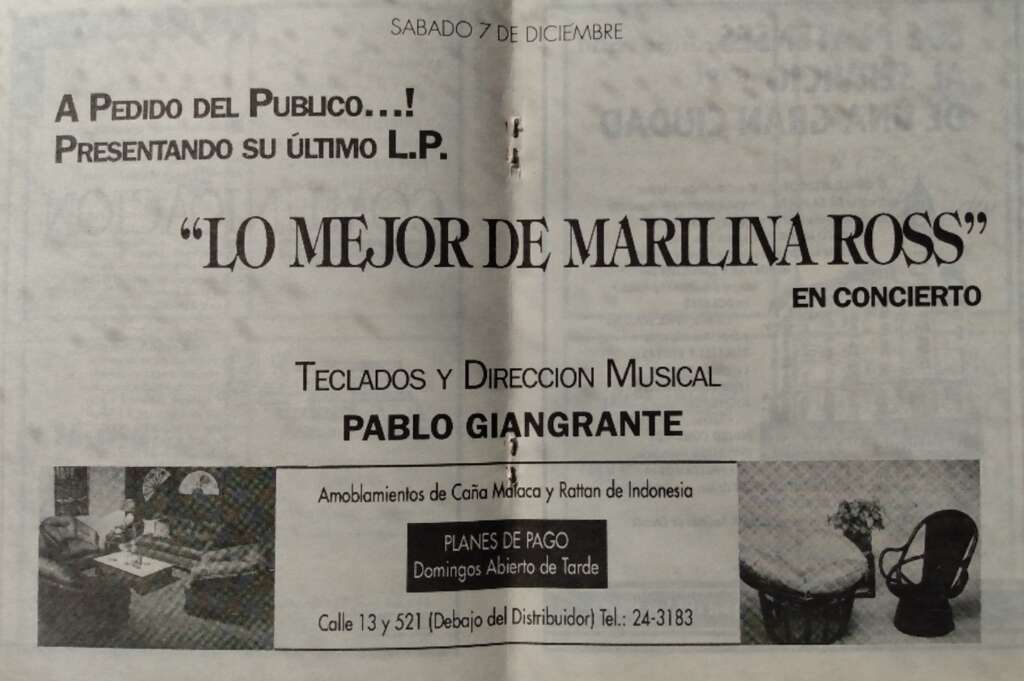 SABADO 7 DE DICIEMBRE
A PEDIDO DEL PUBLICO...!
PRESENTANDO SU ÚLTIMO L.P.
"LO MEJOR DE MARILINA ROSS"
EN CONCIERTO
TECLADOS Y DIRECCION MUSICAL
PABLO GIANGRANTE
Amoblamientos de Caña Malaca y Rattan de Indonesia
PLANES DE PAGO
Domingos Abierto de Tarde
Calle 13 y 521 (Debajo del Distribuidor) Tel.: 24-3183